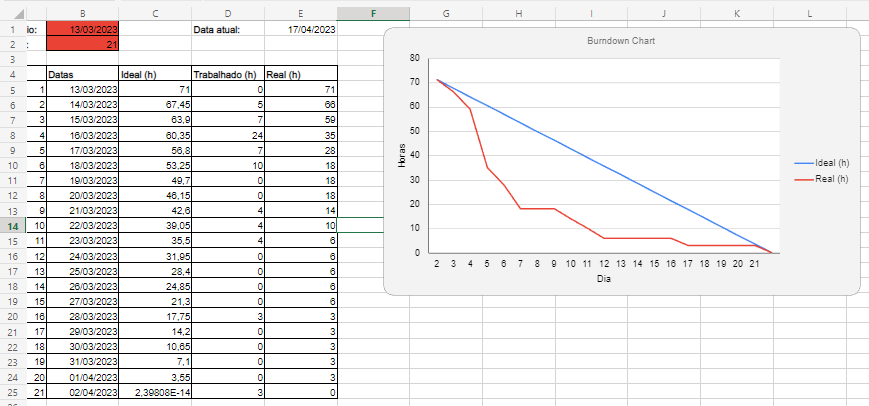 B C D E F G H I J K L
1 io: 13/03/2023 Data atual: 17/04/2023
2 : 21
3
4 Datas Ideal (h) Trabalhado (h) Real (h)
5 1 13/03/2023 71 0 71
6 2 14/03/2023 67,45 5 66
7 3 15/03/2023 63,9 7 59
8 4 16/03/2023 60,35 24 35
9 5 17/03/2023 56,8 7 28
10 6 18/03/2023 53,25 10 18
11 7 19/03/2023 49,7 0 18
12 8 20/03/2023 46,15 0 18
13 9 21/03/2023 42,6 4 14
14 10 22/03/2023 39,05 4 10
15 11 23/03/2023 35,5 4 6
16 12 24/03/2023 31,95 0 6
17 13 25/03/2023 28,4 0 6
18 14 26/03/2023 24,85 0 6
19 15 27/03/2023 21,3 0 6
20 16 28/03/2023 17,75 3 3
21 17 29/03/2023 14,2 0 3
22 18 30/03/2023 10,65 0 3
23 19 31/03/2023 7,1 0 3
24 20 01/04/2023 3,55 0 3
25 21 02/04/2023 2,39808E-14 3 0
Burndown Chart
80
70
60
50
40
30
20
10
0
Horas
2 3 4 5 6 7 8 9 10 11 12 13 14 15 16 17 18 19 20 21
Dia
Ideal (h)
Real (h)